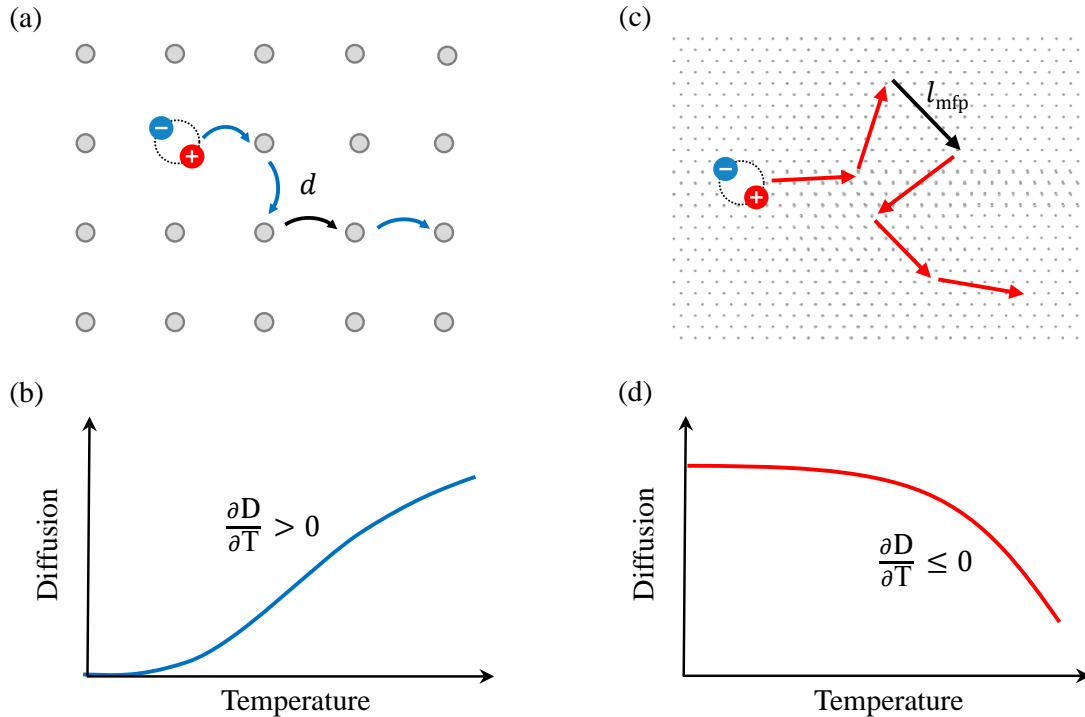 (a)
−
+
d
(c)
l_mfp
−
+
(b)
Diffusion
∂D/∂T > 0
Temperature
(d)
Diffusion
∂D/∂T ≤ 0
Temperature